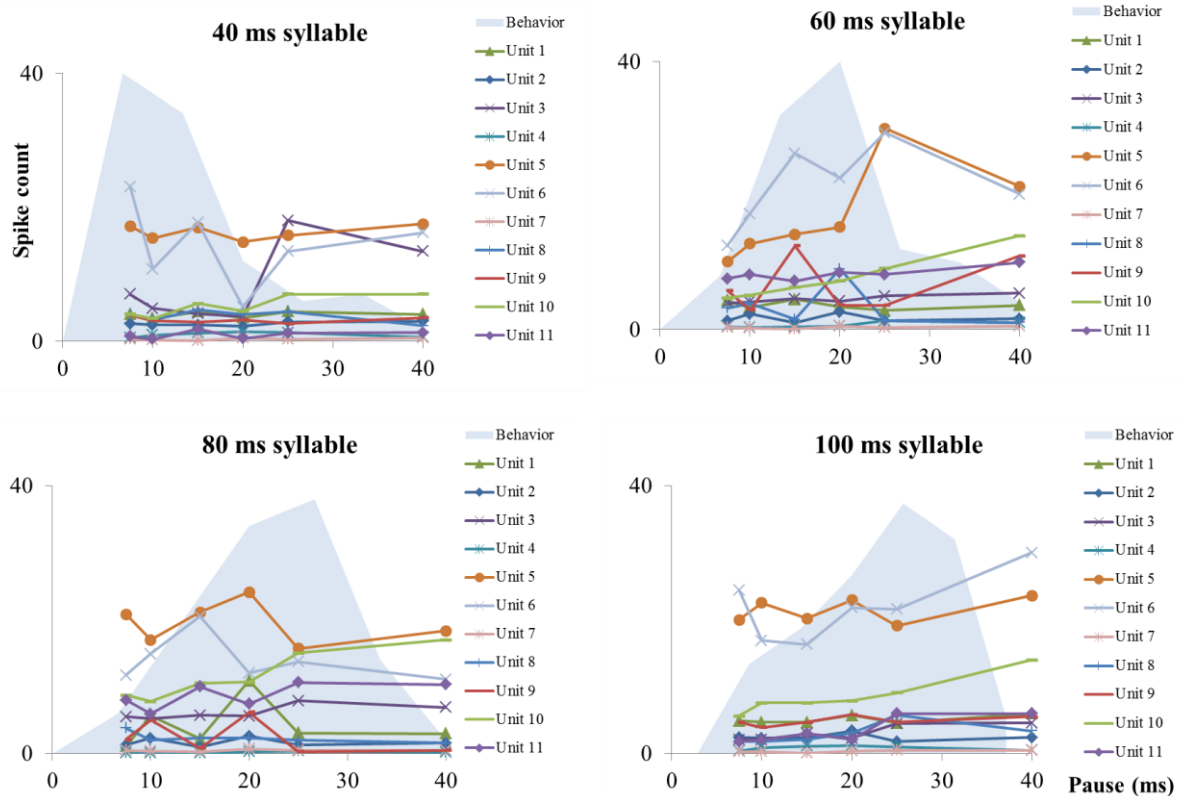 40 ms syllable
Spike count
40
0
0
10
20
30
40
Behavior
Unit 1
Unit 2
Unit 3
Unit 4
Unit 5
Unit 6
Unit 7
Unit 8
Unit 9
Unit 10
Unit 11
60 ms syllable
40
0
0
10
20
30
40
Behavior
Unit 1
Unit 2
Unit 3
Unit 4
Unit 5
Unit 6
Unit 7
Unit 8
Unit 9
Unit 10
Unit 11
80 ms syllable
40
0
0
10
20
30
40
Behavior
Unit 1
Unit 2
Unit 3
Unit 4
Unit 5
Unit 6
Unit 7
Unit 8
Unit 9
Unit 10
Unit 11
100 ms syllable
40
0
0
10
20
30
40
Behavior
Unit 1
Unit 2
Unit 3
Unit 4
Unit 5
Unit 6
Unit 7
Unit 8
Unit 9
Unit 10
Unit 11
Pause (ms)